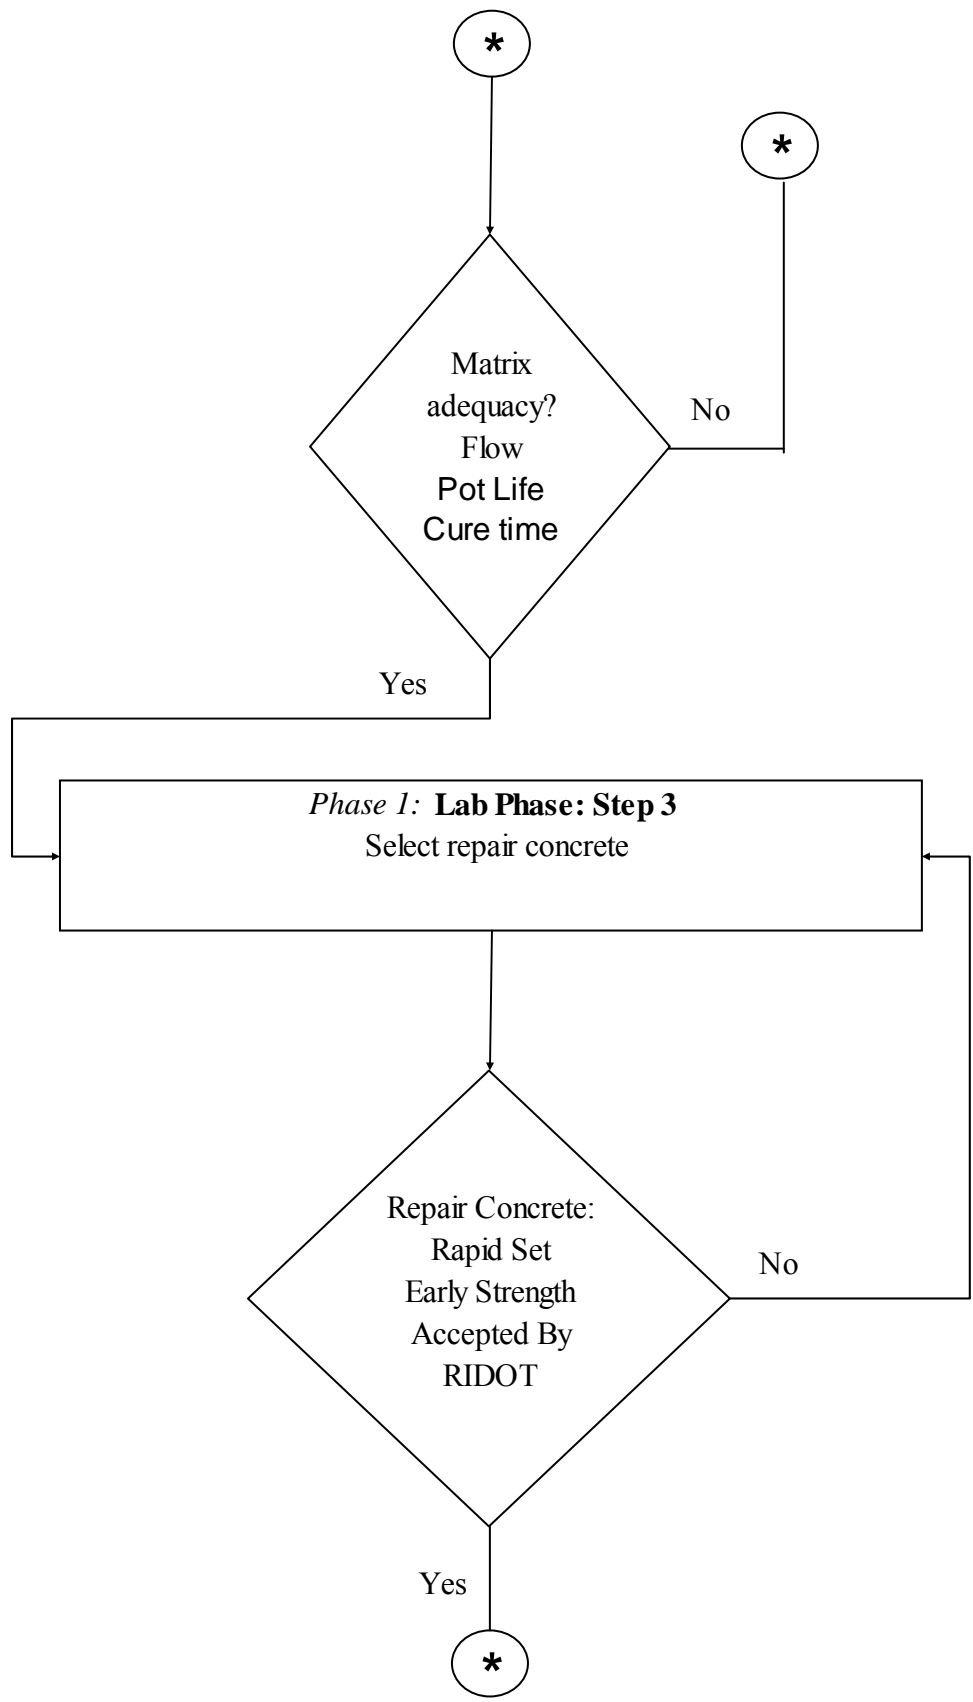 *
*
Matrix
adequacy?
Flow
Pot Life
Cure time
No
Yes
Phase 1: Lab Phase: Step 3
Select repair concrete
Repair Concrete:
Rapid Set
Early Strength
Accepted By
RIDOT
No
Yes
*